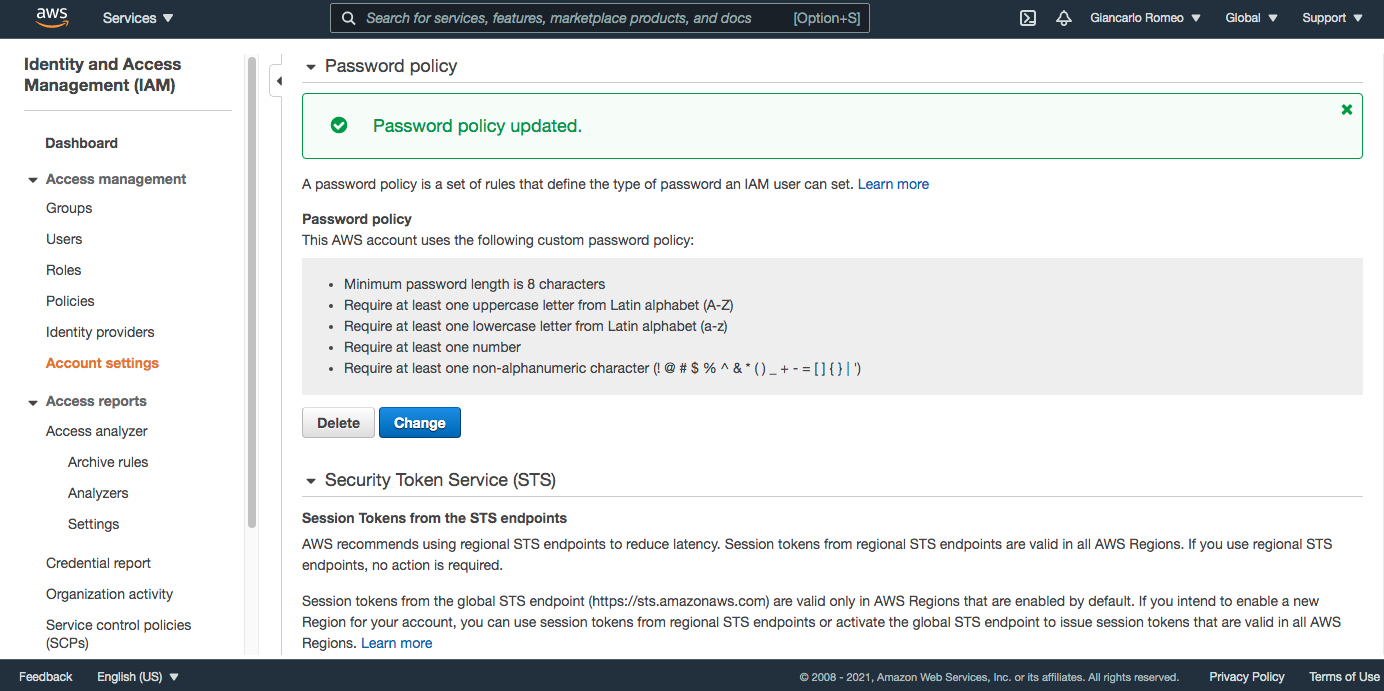 aws
Services
Search for services, features, marketplace products, and docs [Option+S]
Giancarlo Romeo
Global
Support
Identity and Access
Management (IAM)
Dashboard
Access management
Groups
Users
Roles
Policies
Identity providers
Account settings
Access reports
Access analyzer
Archive rules
Analyzers
Settings
Credential report
Organization activity
Service control policies
(SCPs)
Password policy
Password policy updated.
A password policy is a set of rules that define the type of password an IAM user can set. Learn more
Password policy
This AWS account uses the following custom password policy:
• Minimum password length is 8 characters
• Require at least one uppercase letter from Latin alphabet (A-Z)
• Require at least one lowercase letter from Latin alphabet (a-z)
• Require at least one number
• Require at least one non-alphanumeric character (! @ # $ % ^ & * ( ) _ + - = [ ] { } | ')
Delete
Change
Security Token Service (STS)
Session Tokens from the STS endpoints
AWS recommends using regional STS endpoints to reduce latency. Session tokens from regional STS endpoints are valid in all AWS Regions. If you use regional STS
endpoints, no action is required.
Session tokens from the global STS endpoint (https://sts.amazonaws.com) are valid only in AWS Regions that are enabled by default. If you intend to enable a new
Region for your account, you can use session tokens from regional STS endpoints or activate the global STS endpoint to issue session tokens that are valid in all AWS
Regions. Learn more
Feedback
English (US)
© 2008 - 2021, Amazon Web Services, Inc. or its affiliates. All rights reserved.
Privacy Policy
Terms of Use